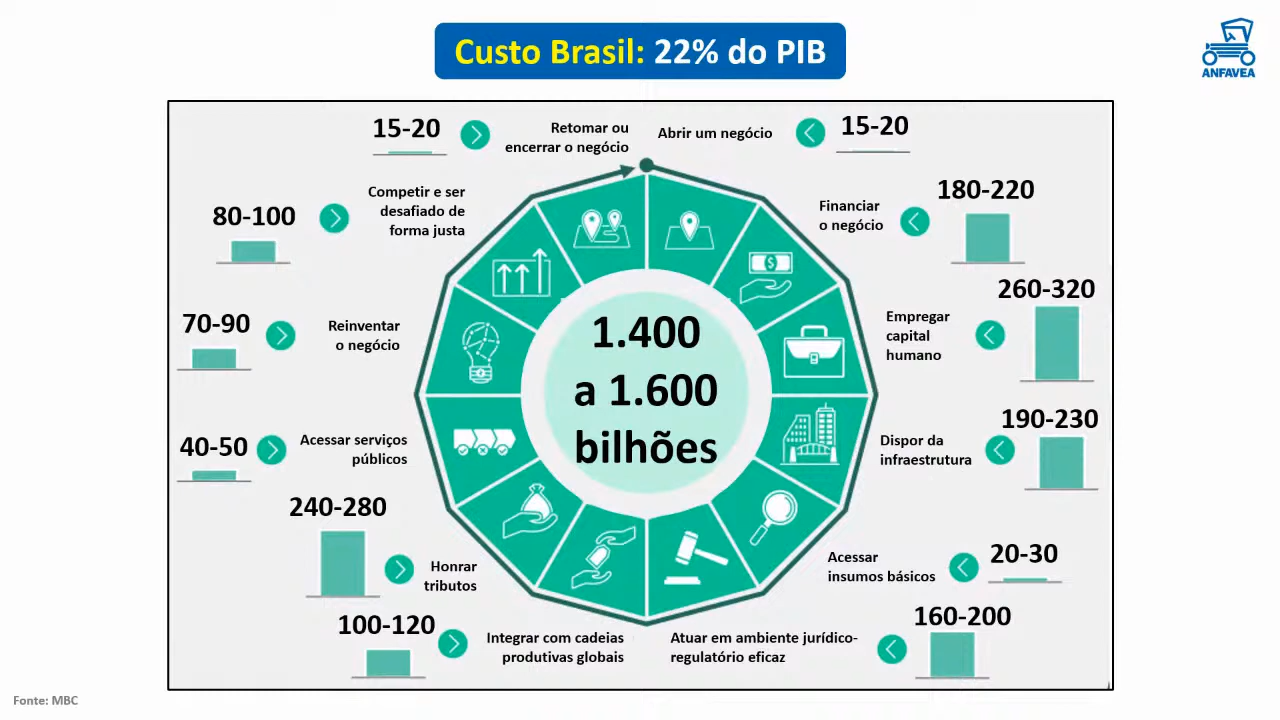 Custo Brasil: 22% do PIB
ANFAVEA
15-20
Retomar ou
encerrar o negócio
Abrir um negócio
15-20
80-100
Competir e ser
desafiado de
forma justa
Financiar
o negócio
180-220
70-90
Reinventar
o negócio
Empregar
capital
humano
260-320
1.400
a 1.600
bilhões
40-50
Acessar serviços
públicos
Dispor da
infraestrutura
190-230
240-280
Honrar
tributos
Acessar
insumos básicos
20-30
100-120
Integrar com cadeias
produtivas globais
Atuar em ambiente jurídico-
regulatório eficaz
160-200
$
Fonte: MBC